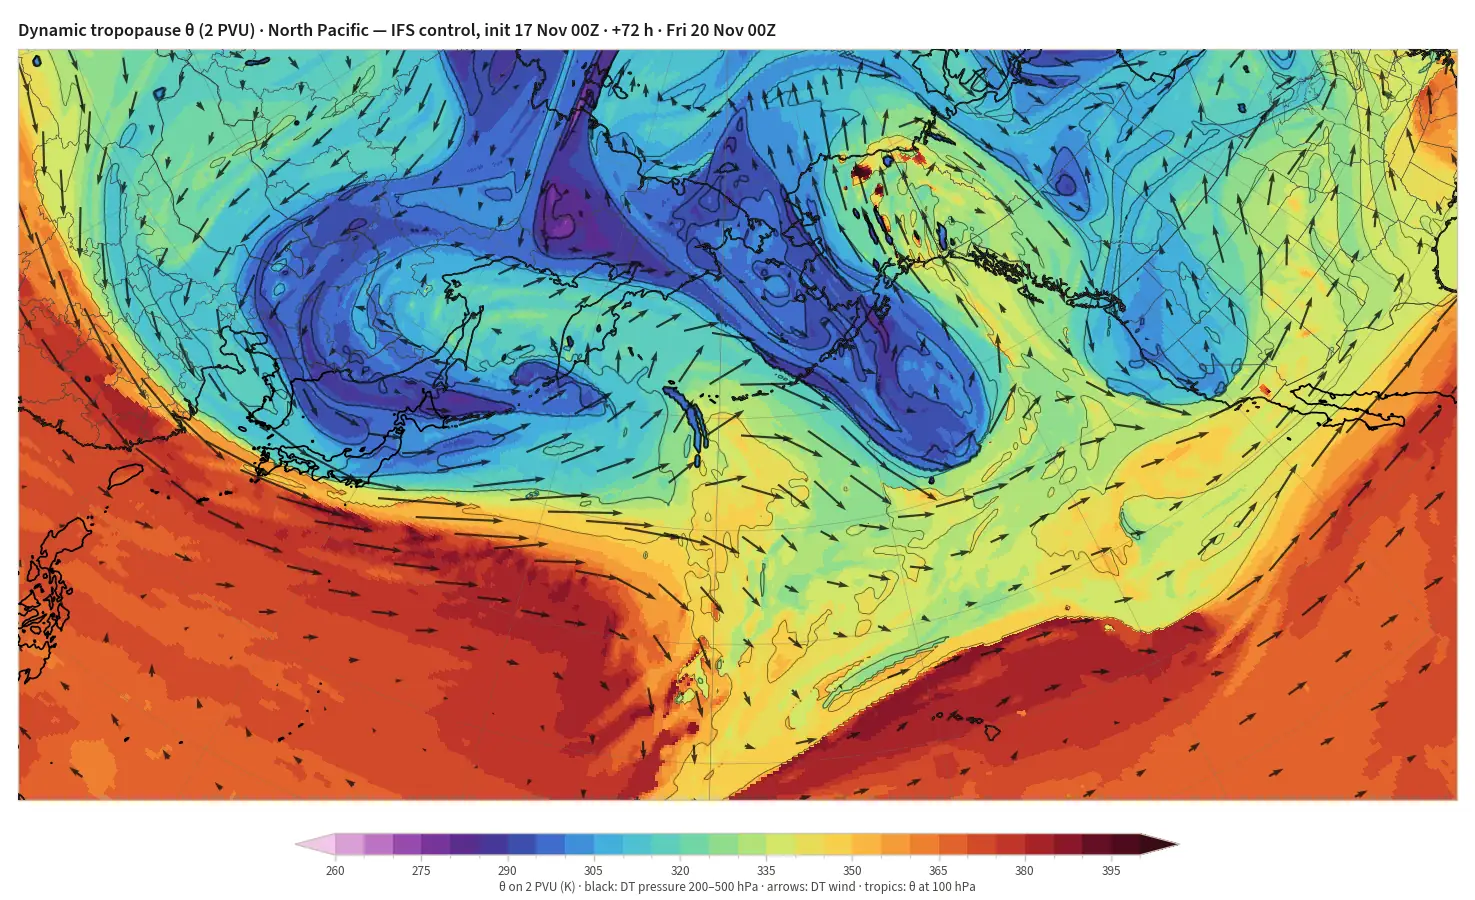 Dynamic tropopause θ (2 PVU) · North Pacific — IFS control, init 17 Nov 00Z · +72 h · Fri 20 Nov 00Z
260 275 290 305 320 335 350 365 380 395
θ on 2 PVU (K) · black: DT pressure 200–500 hPa · arrows: DT wind · tropics: θ at 100 hPa